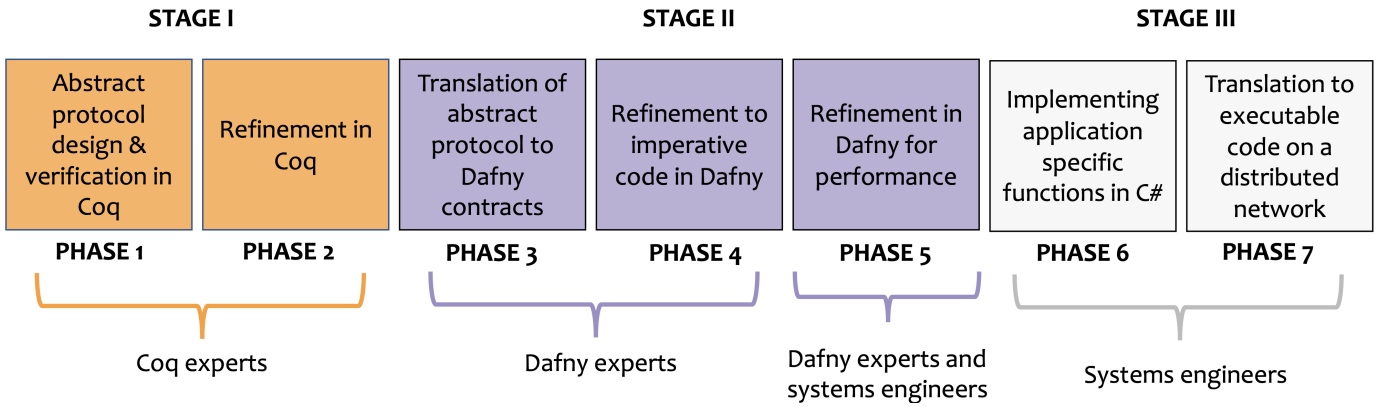 STAGE I
STAGE II
STAGE III
Abstract
protocol
design &
verification in
Coq
Refinement in
Coq
Translation of
abstract
protocol to
Dafny
contracts
Refinement to
imperative
code in Dafny
Refinement in
Dafny for
performance
Implementing
application
specific
functions in C#
Translation to
executable
code on a
distributed
network
PHASE 1
PHASE 2
PHASE 3
PHASE 4
PHASE 5
PHASE 6
PHASE 7
Coq experts
Dafny experts
Dafny experts and
systems engineers
Systems engineers